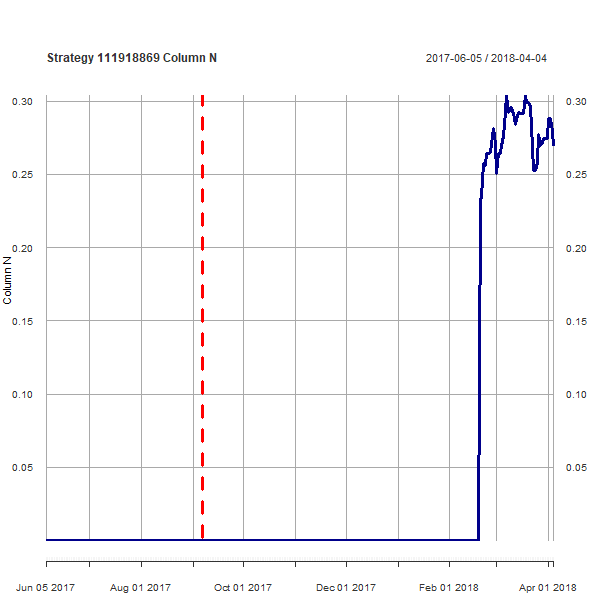 Strategy 111918869 Column N
2017-06-05 / 2018-04-04
0.30
0.30
0.25
0.25
0.20
0.20
Column N
0.15
0.15
0.10
0.10
0.05
0.05
Jun 05 2017
Aug 01 2017
Oct 01 2017
Dec 01 2017
Feb 01 2018
Apr 01 2018